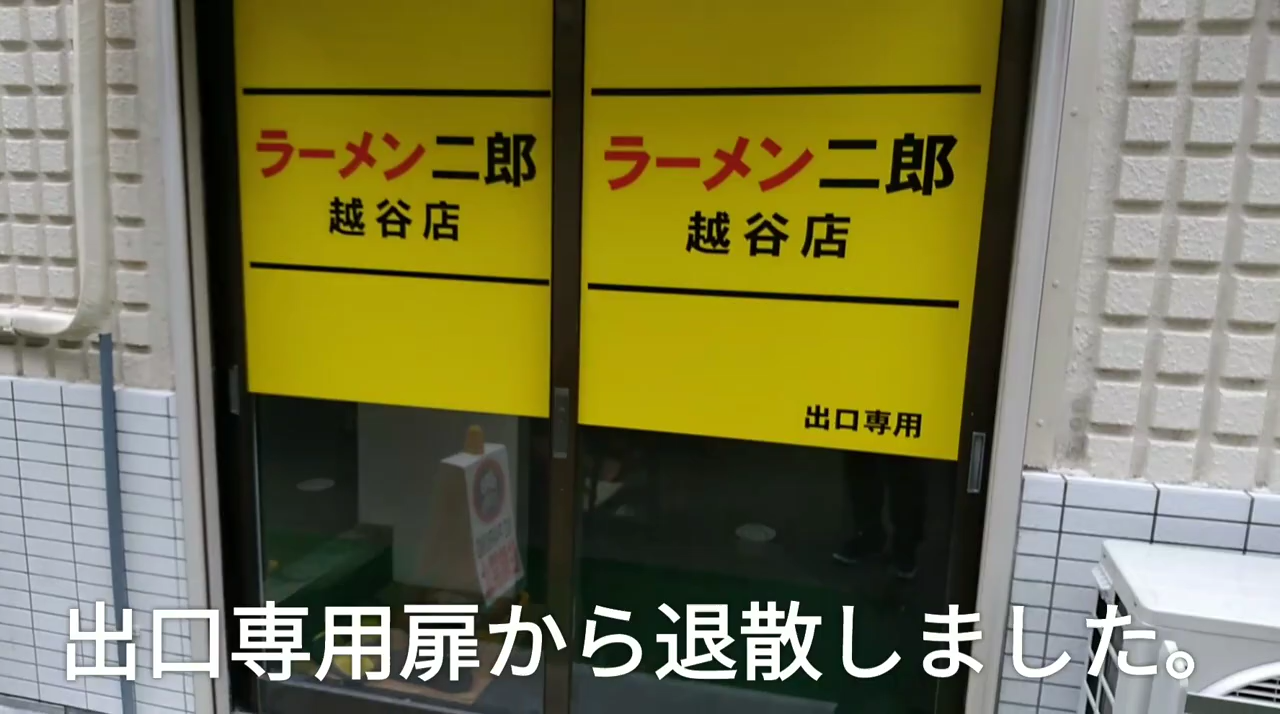 ラーメン二郎
越谷店
ラーメン二郎
越谷店
出口専用
出口専用扉から退散しました。